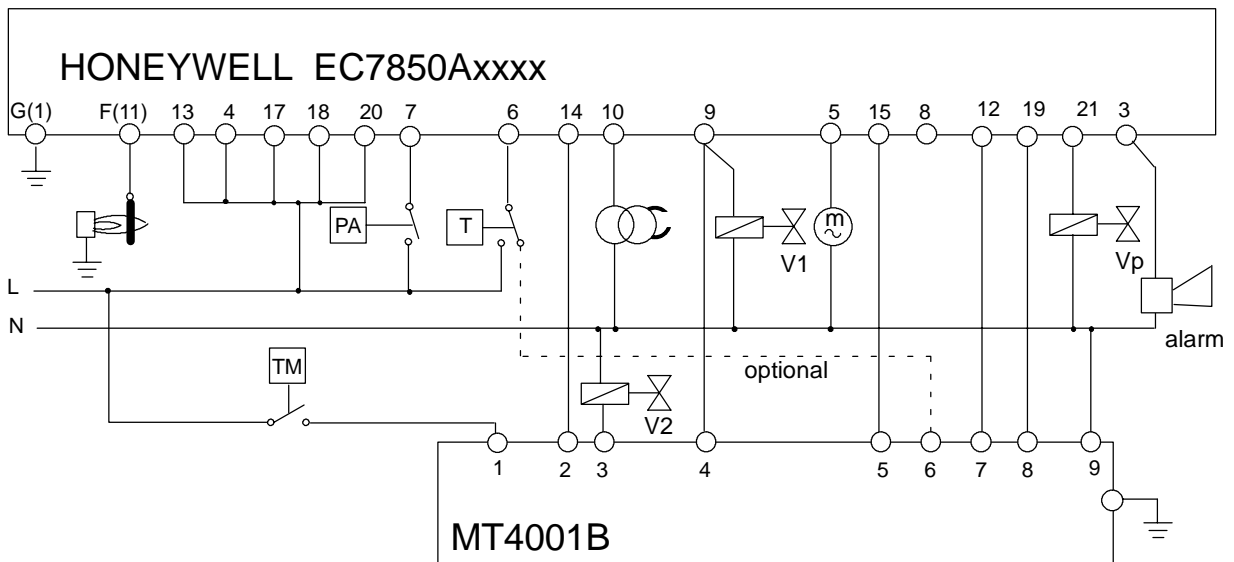 HONEYWELL EC7850Axxxx
G(1) F(11) 13 4 17 18 20 7 6 14 10 9 5 15 8 12 19 21 3
PA T m
V1 Vp
L
N
alarm
TM optional
V2
1 2 3 4 5 6 7 8 9
MT4001B